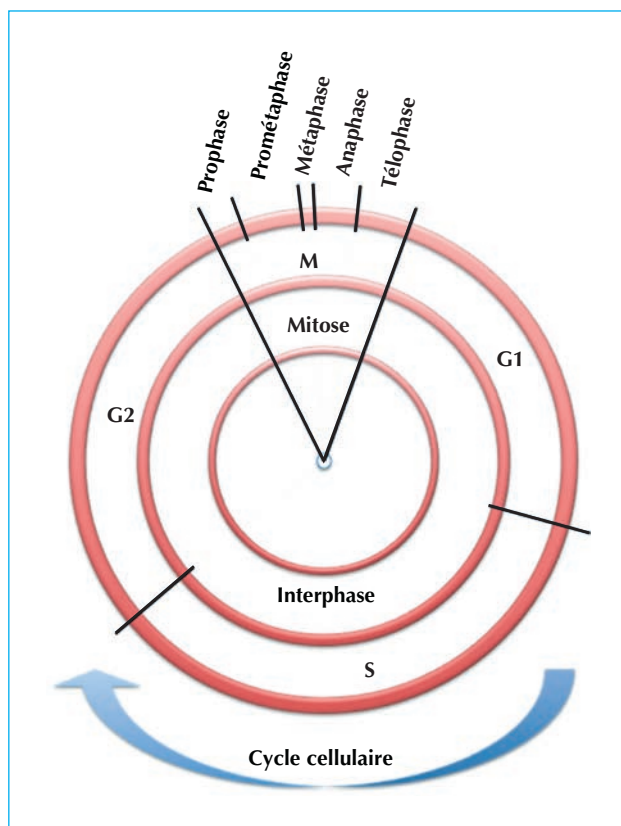 Prophase
Prométaphase
Métaphase
Anaphase
Télophase
M
Mitose
G1
G2
Interphase
S
Cycle cellulaire